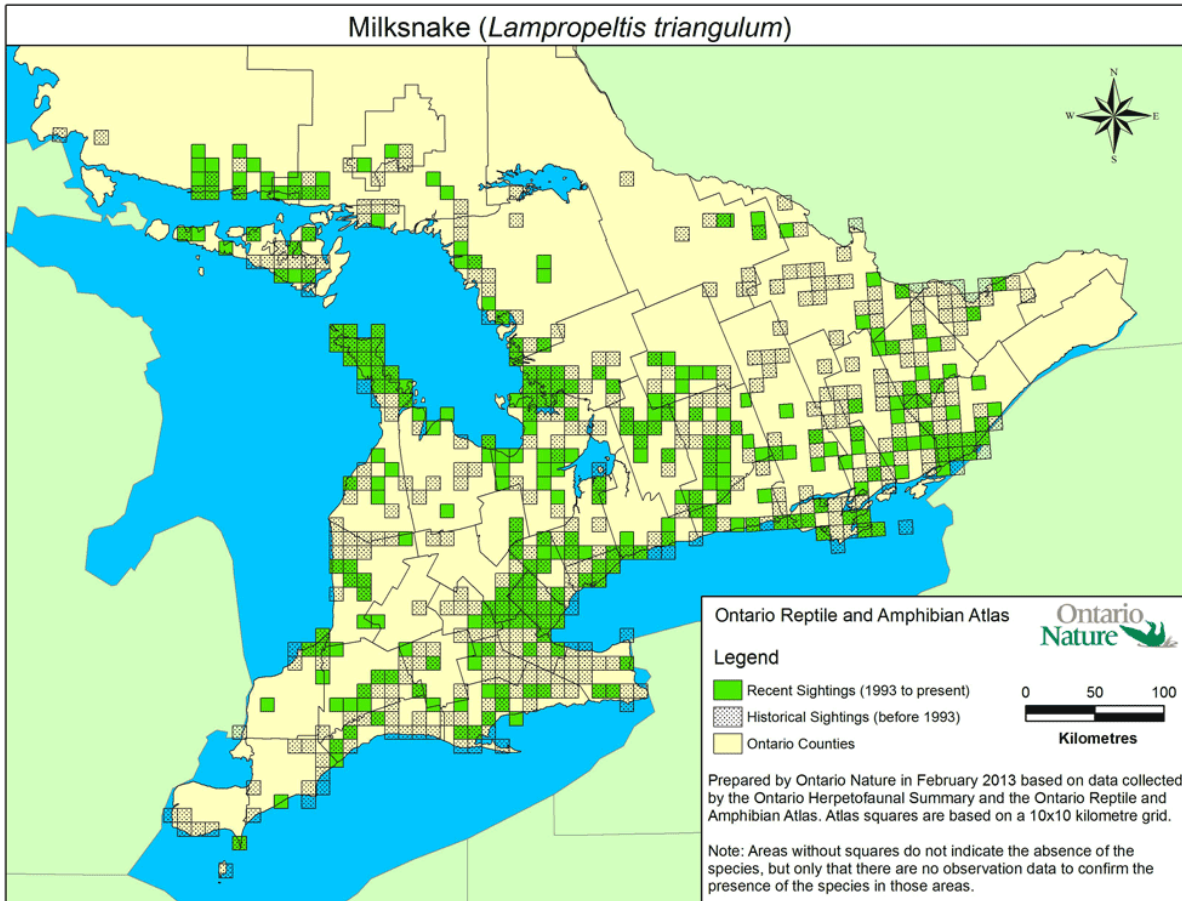 Milksnake (Lampropeltis triangulum)
N
W
E
S
Ontario Reptile and Amphibian Atlas
Ontario
Nature
Legend
Recent Sightings (1993 to present)
Historical Sightings (before 1993)
Ontario Counties
0 50 100
Kilometres
Prepared by Ontario Nature in February 2013 based on data collected
by the Ontario Herpetofaunal Summary and the Ontario Reptile and
Amphibian Atlas. Atlas squares are based on a 10x10 kilometre grid.
Note: Areas without squares do not indicate the absence of the
species, but only that there are no observation data to confirm the
presence of the species in those areas.